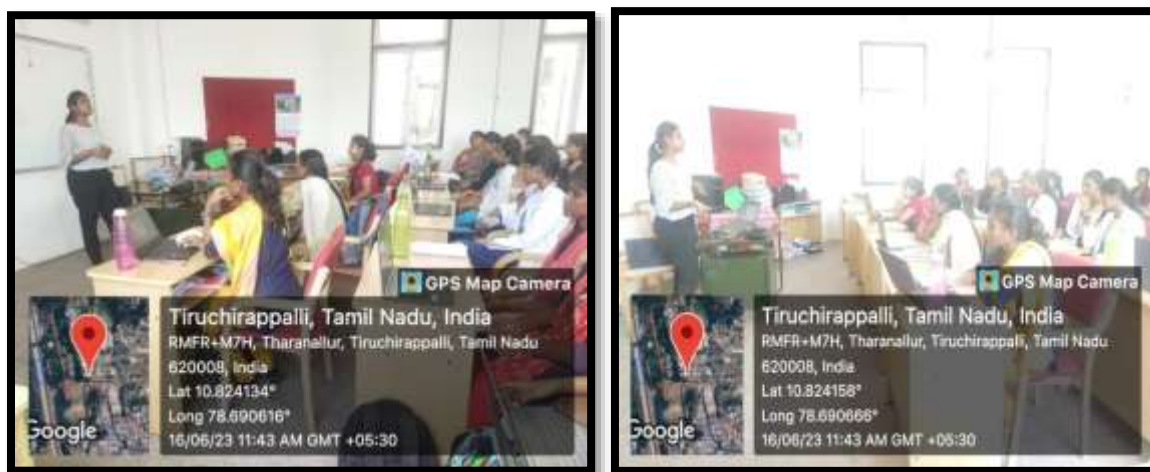 GPS Map Camera
Tiruchirappalli, Tamil Nadu, India
RMFR+M7H, Tharanallur, Tiruchirappalli, Tamil Nadu
620008, India
Lat 10.824134°
Long 78.690616°
16/06/23 11:43 AM GMT +05:30
Google
GPS Map Camera
Tiruchirappalli, Tamil Nadu, India
RMFR+M7H, Tharanallur, Tiruchirappalli, Tamil Nadu
620008, India
Lat 10.824158°
Long 78.690666°
16/06/23 11:43 AM GMT +05:30
Google